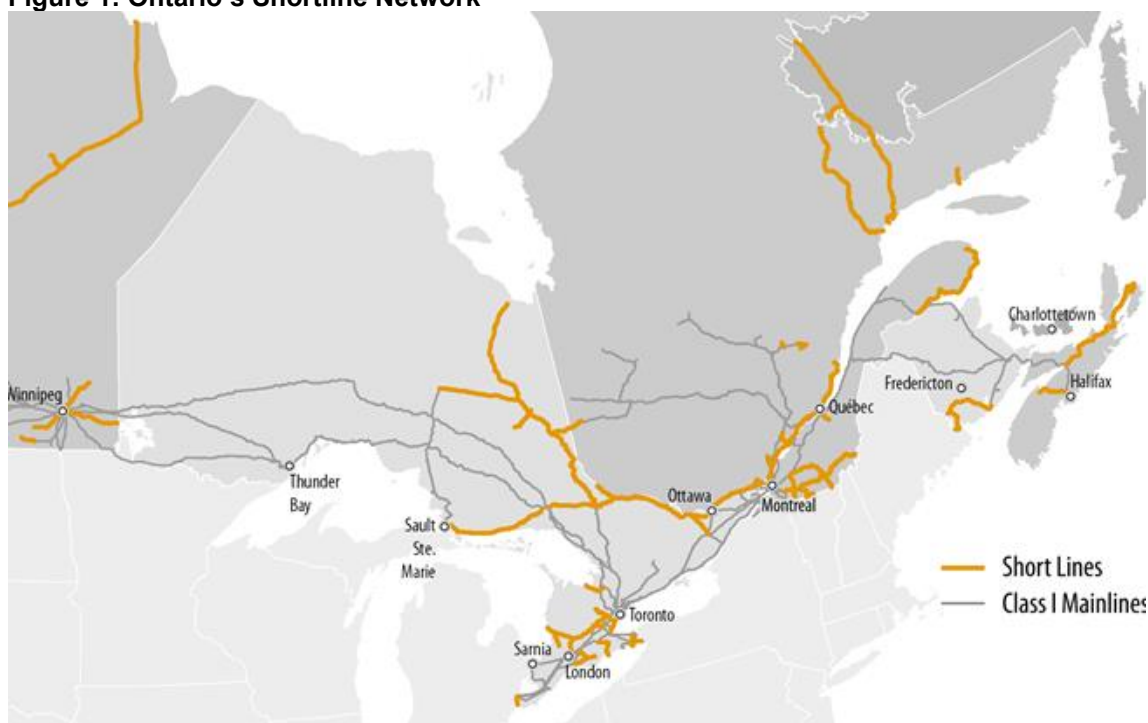 Figure 1: Ontario's Shortline Network
Charlottetown
Winnipeg
Fredericton
Halifax
Québec
Thunder
Bay
Ottawa
Montreal
Sault
Ste.
Marie
Short Lines
Class I Mainlines
Toronto
Sarnia
London